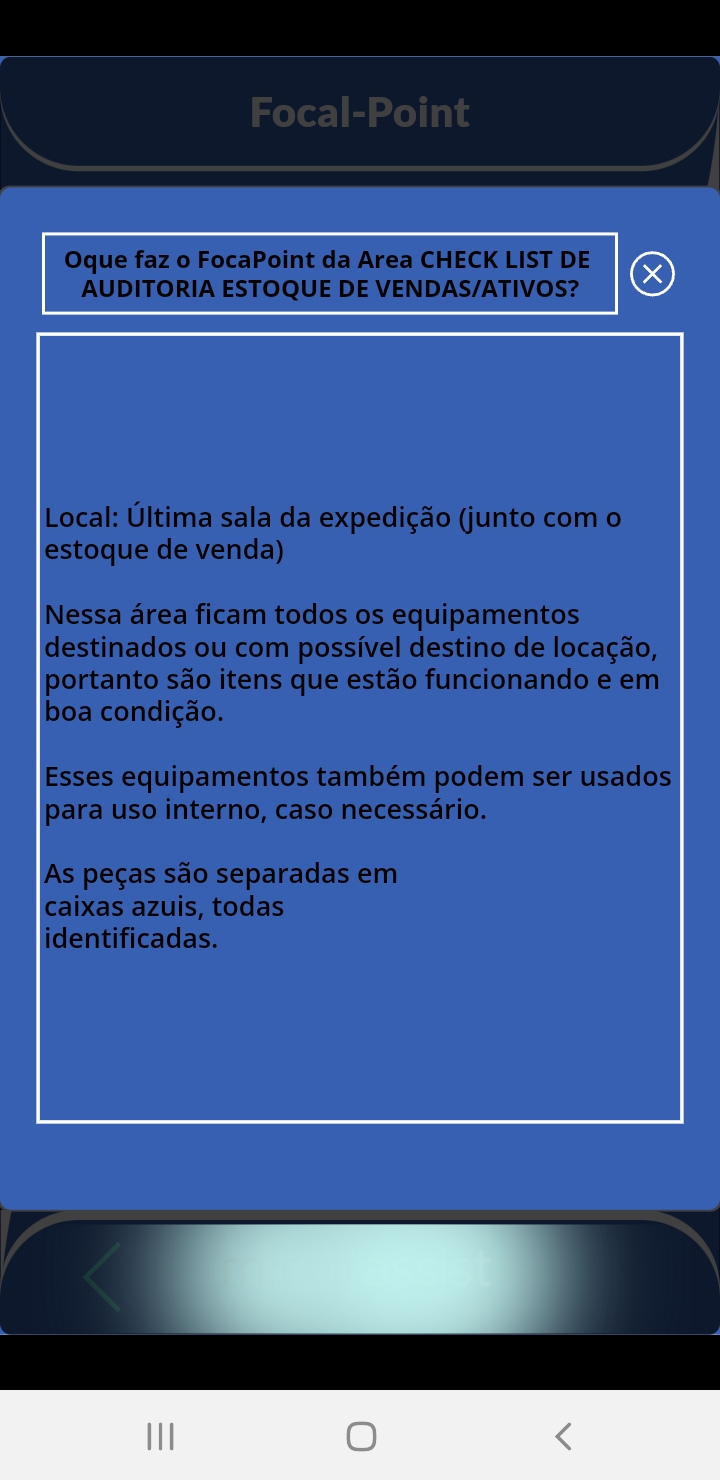 Focal-Point
Oque faz o FocaPoint da Area CHECK LIST DE
AUDITORIA ESTOQUE DE VENDAS/ATIVOS?
Local: Última sala da expedição (junto com o
estoque de venda)
Nessa área ficam todos os equipamentos
destinados ou com possível destino de locação,
portanto são itens que estão funcionando e em
boa condição.
Esses equipamentos também podem ser usados
para uso interno, caso necessário.
As peças são separadas em
caixas azuis, todas
identificadas.